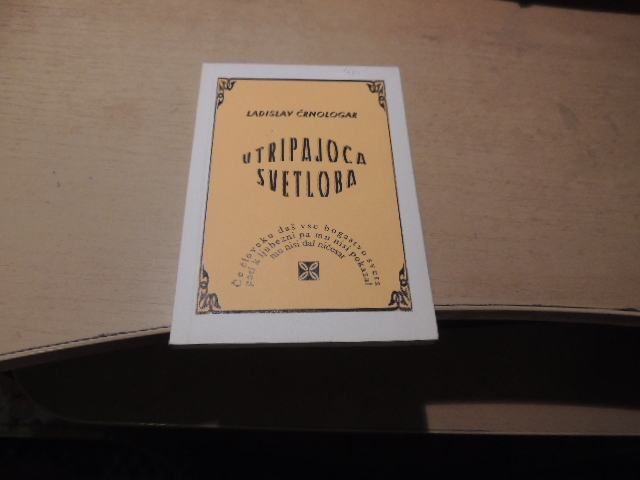 LADISLAV ČRNOLOGAR
UTRIPAJOČA
SVETLOBA
Če človeku daš vse bogastvo sveta
poti k ljubezni pa mu nisi pokazal
mu nisi dal ničesar